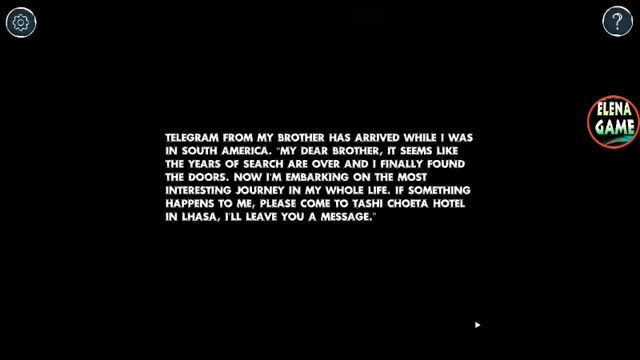 ?
ELENA
GAME
TELEGRAM FROM MY BROTHER HAS ARRIVED WHILE I WAS
IN SOUTH AMERICA. "MY DEAR BROTHER, IT SEEMS LIKE
THE YEARS OF SEARCH ARE OVER AND I FINALLY FOUND
THE DOORS. NOW I'M EMBARKING ON THE MOST
INTERESTING JOURNEY IN MY WHOLE LIFE. IF SOMETHING
HAPPENS TO ME, PLEASE COME TO TASHI CHOETA HOTEL
IN LHASA, I'LL LEAVE YOU A MESSAGE."